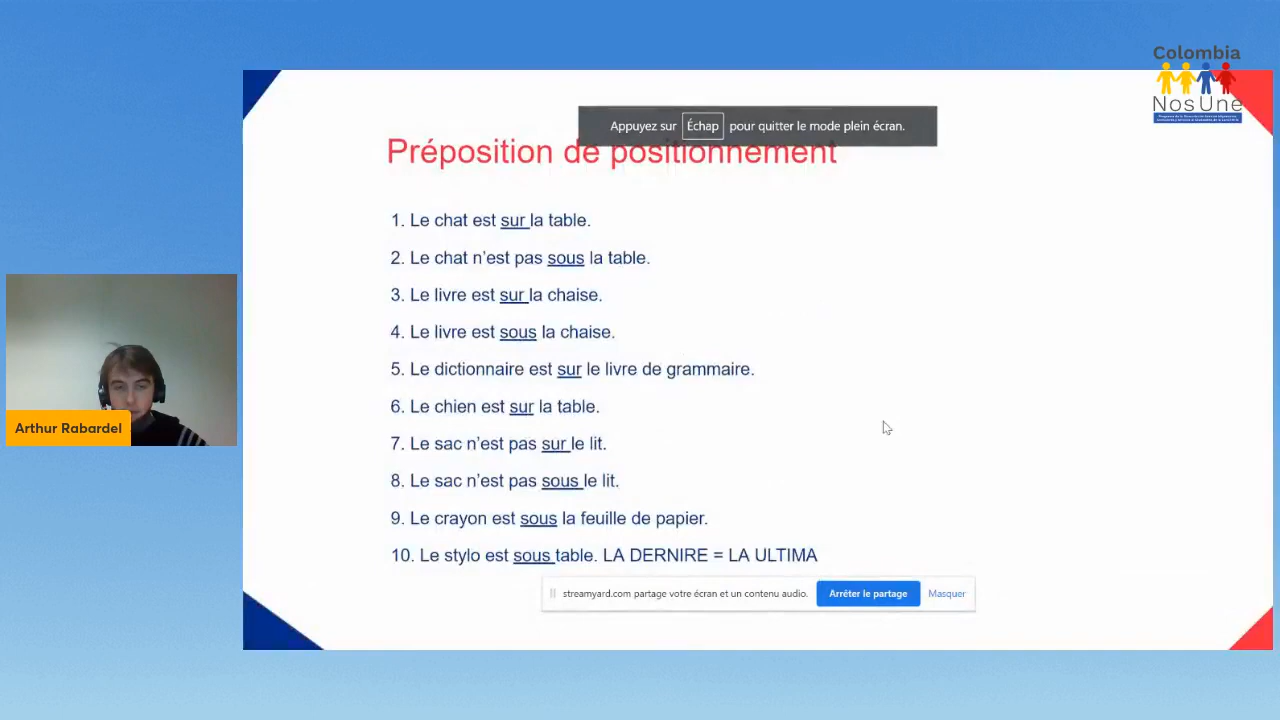 Colombia
NosUne
Appuyez sur Échap pour quitter le mode plein écran.
Préposition de positionnement
1. Le chat est sur la table.
2. Le chat n’est pas sous la table.
3. Le livre est sur la chaise.
4. Le livre est sous la chaise.
5. Le dictionnaire est sur le livre de grammaire.
6. Le chien est sur la table.
7. Le sac n’est pas sur le lit.
8. Le sac n’est pas sous le lit.
9. Le crayon est sous la feuille de papier.
10. Le stylo est sous table. LA DERNIRE = LA ULTIMA
Arthur Rabardel
streamyard.com partage votre écran et un contenu audio. Arrêter le partage Masquer